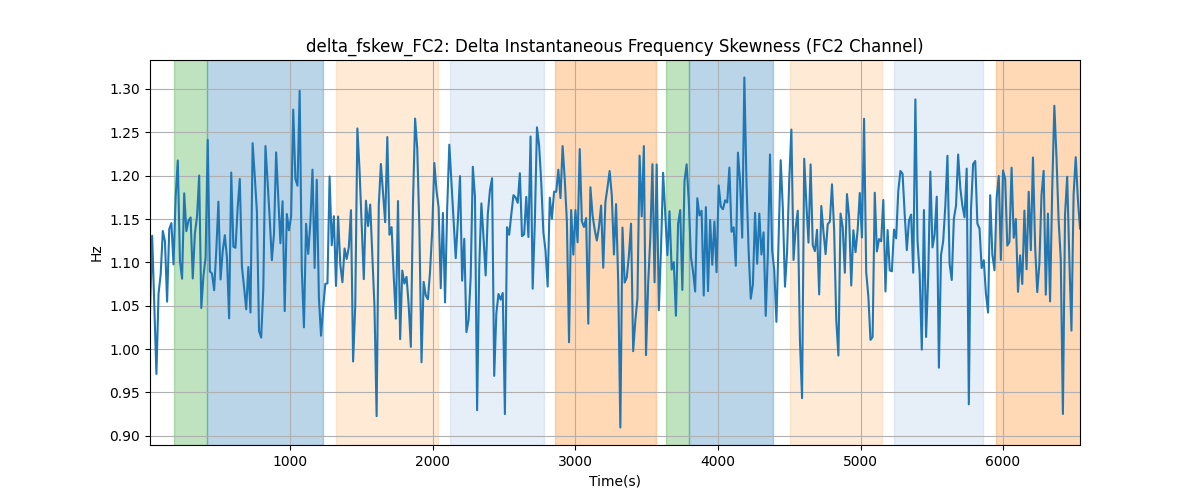 delta_fskew_FC2: Delta Instantaneous Frequency Skewness (FC2 Channel)
1.30
1.25
1.20
1.15
1.10
1.05
1.00
0.95
0.90
Hz
1000 2000 3000 4000 5000 6000
Time(s)